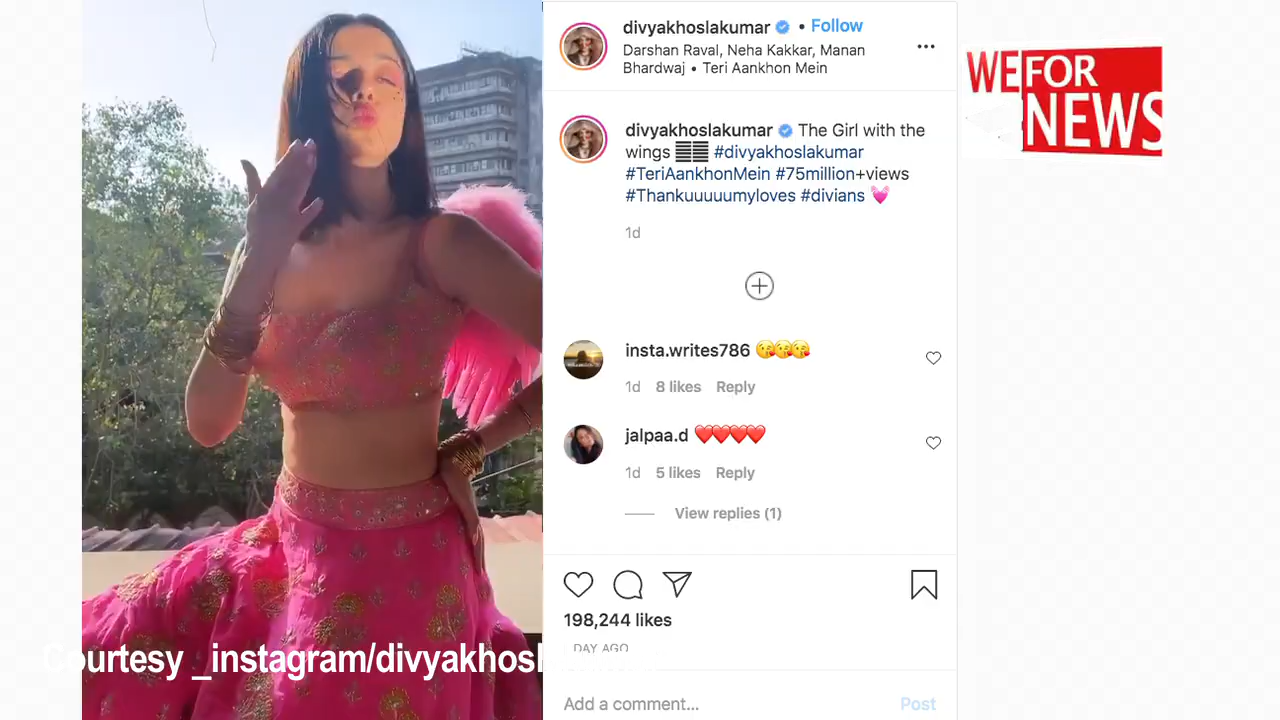 divyakhoslakumar • Follow
Darshan Raval, Neha Kakkar, Manan
Bhardwaj • Teri Aankhon Mein
WE FOR
NEWS
divyakhoslakumar The Girl with the
wings #divyakhoslakumar
#TeriAankhonMein #75million+views
#Thankuuuuumyloves #divians 💓
1d
insta.writes786 😘😘😘
1d 8 likes Reply
jalpaa.d ❤️❤️❤️❤️
1d 5 likes Reply
View replies (1)
198,244 likes
DAY AGO
Courtesy _instagram/divyakhosl
Add a comment... Post